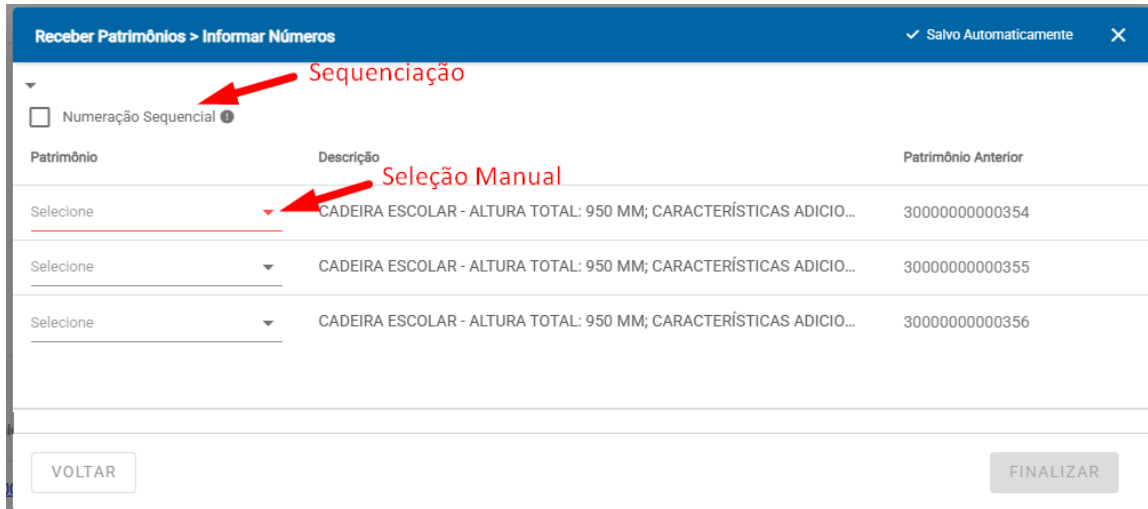 Receber Patrimônios > Informar Números
Salvo Automaticamente
Sequenciação
Numeração Sequencial
Patrimônio Descrição Patrimônio Anterior
Seleção Manual
Selecione CADEIRA ESCOLAR - ALTURA TOTAL: 950 MM; CARACTERÍSTICAS ADICIO... 30000000000354
Selecione CADEIRA ESCOLAR - ALTURA TOTAL: 950 MM; CARACTERÍSTICAS ADICIO... 30000000000355
Selecione CADEIRA ESCOLAR - ALTURA TOTAL: 950 MM; CARACTERÍSTICAS ADICIO... 30000000000356
VOLTAR FINALIZAR